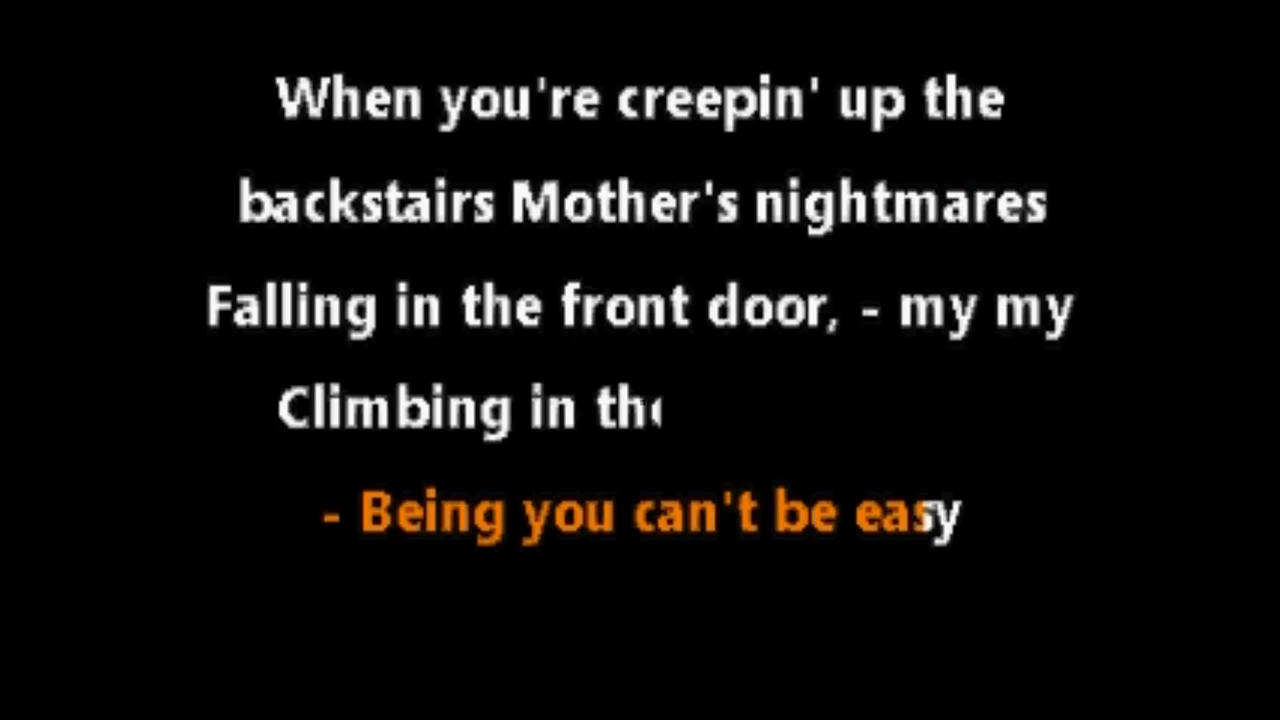 When you're creepin' up the
backstairs Mother's nightmares
Falling in the front door, - my my
Climbing in
- Being you can't be easy